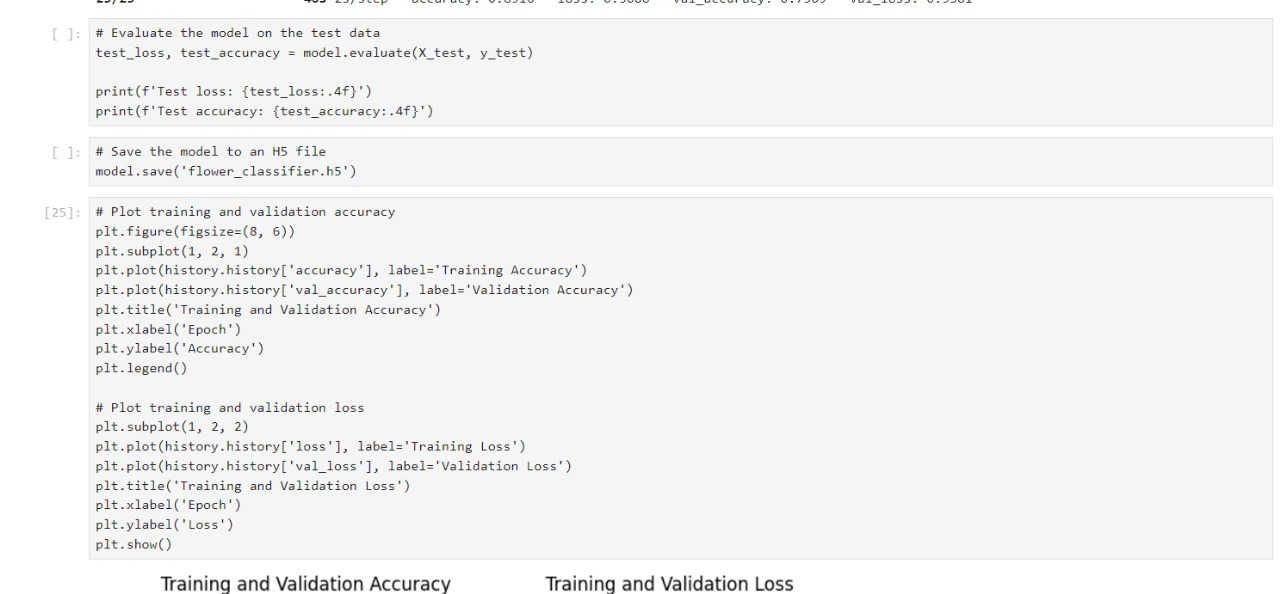 [ ]: # Evaluate the model on the test data
test_loss, test_accuracy = model.evaluate(X_test, y_test)
print(f'Test loss: {test_loss:.4f}')
print(f'Test accuracy: {test_accuracy:.4f}')
[ ]: # Save the model to an H5 file
model.save('flower_classifier.h5')
[25]: # Plot training and validation accuracy
plt.figure(figsize=(8, 6))
plt.subplot(1, 2, 1)
plt.plot(history.history['accuracy'], label='Training Accuracy')
plt.plot(history.history['val_accuracy'], label='Validation Accuracy')
plt.title('Training and Validation Accuracy')
plt.xlabel('Epoch')
plt.ylabel('Accuracy')
plt.legend()
# Plot training and validation loss
plt.subplot(1, 2, 2)
plt.plot(history.history['loss'], label='Training Loss')
plt.plot(history.history['val_loss'], label='Validation Loss')
plt.title('Training and Validation Loss')
plt.xlabel('Epoch')
plt.ylabel('Loss')
plt.show()
Training and Validation Accuracy Training and Validation Loss